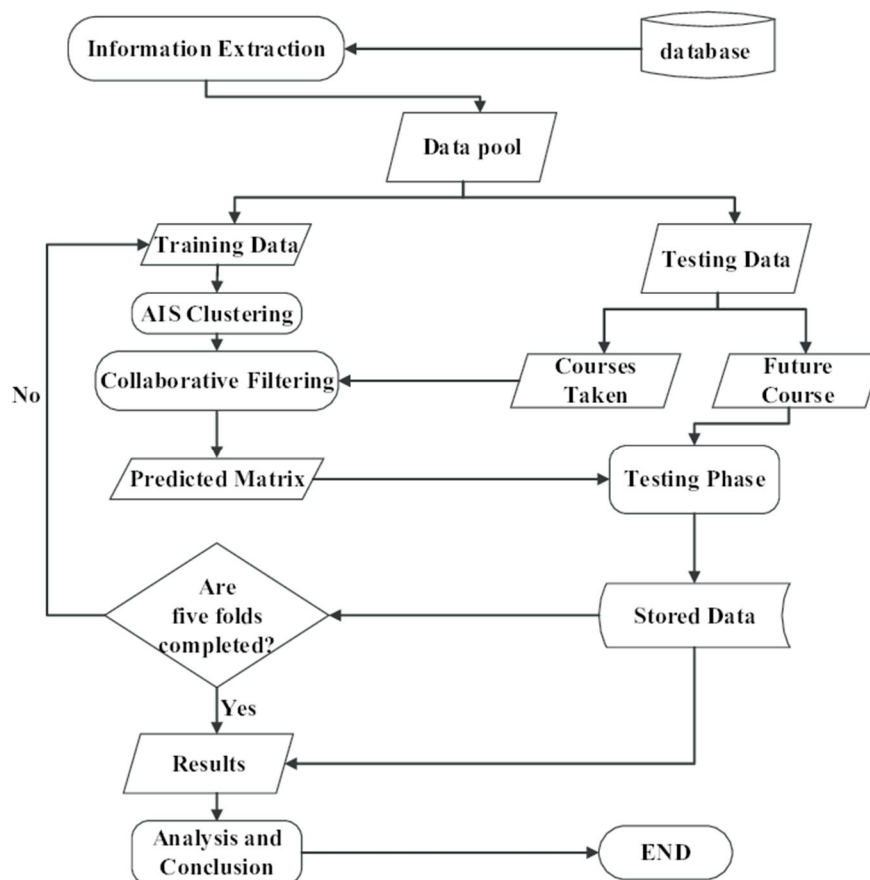 Information Extraction
database
Data pool
Training Data
Testing Data
AIS Clustering
Collaborative Filtering
Courses
Taken
Future
Course
No
Predicted Matrix
Testing Phase
Are
five folds
completed?
Stored Data
Yes
Results
Analysis and
Conclusion
END